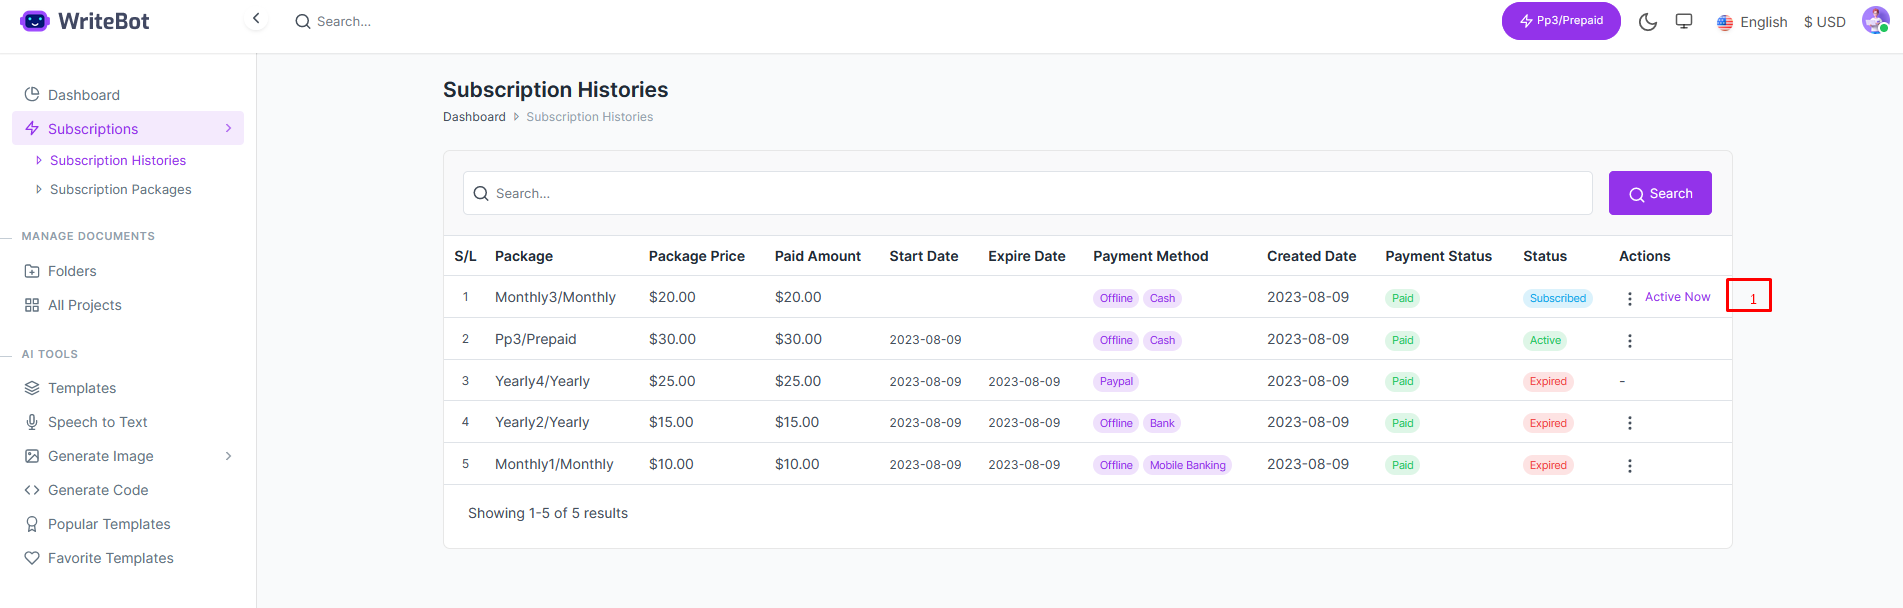 WriteBot
Search...
Pp3/Prepaid
English
$ USD
Dashboard
Subscriptions
Subscription Histories
Subscription Packages
MANAGE DOCUMENTS
Folders
All Projects
AI TOOLS
Templates
Speech to Text
Generate Image
Generate Code
Popular Templates
Favorite Templates
Subscription Histories
Dashboard Subscription Histories
Search... Search
S/L Package Package Price Paid Amount Start Date Expire Date Payment Method Created Date Payment Status Status Actions
1 Monthly3/Monthly $20.00 $20.00 Offline Cash 2023-08-09 Paid Subscribed Active Now 1
2 Pp3/Prepaid $30.00 $30.00 2023-08-09 Offline Cash 2023-08-09 Paid Active
3 Yearly4/Yearly $25.00 $25.00 2023-08-09 2023-08-09 Paypal 2023-08-09 Paid Expired -
4 Yearly2/Yearly $15.00 $15.00 2023-08-09 2023-08-09 Offline Bank 2023-08-09 Paid Expired
5 Monthly1/Monthly $10.00 $10.00 2023-08-09 2023-08-09 Offline Mobile Banking 2023-08-09 Paid Expired
Showing 1-5 of 5 results